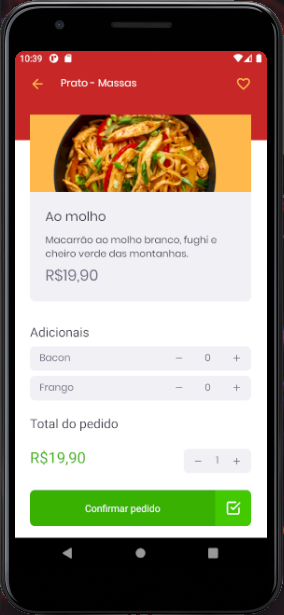 10:39
Prato - Massas
Ao molho
Macarrão ao molho branco, fughi e
cheiro verde das montanhas.
R$19,90
Adicionais
Bacon − 0 +
Frango − 0 +
Total do pedido
R$19,90 − 1 +
Confirmar pedido